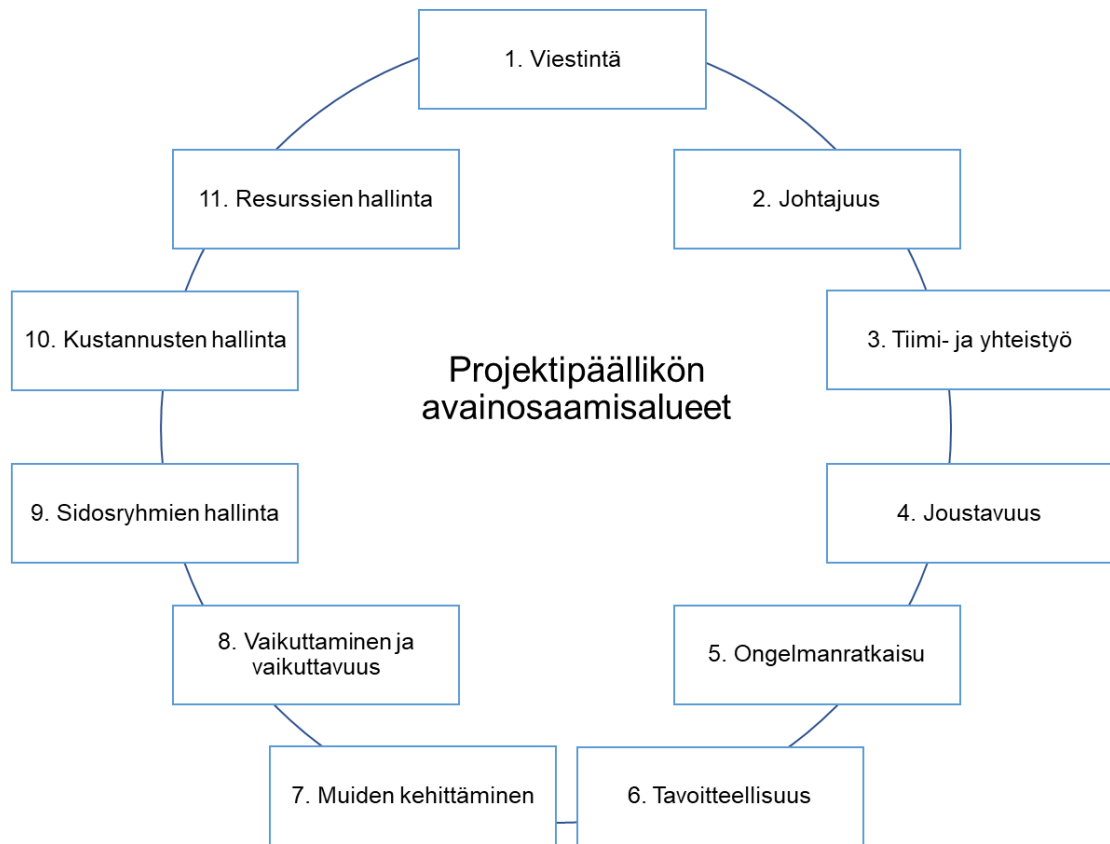 1. Viestintä
2. Johtajuus
3. Tiimi- ja yhteistyö
4. Joustavuus
5. Ongelmanratkaisu
6. Tavoitteellisuus
7. Muiden kehittäminen
8. Vaikuttaminen ja
vaikuttavuus
9. Sidosryhmien hallinta
10. Kustannusten hallinta
11. Resurssien hallinta
Projektipäällikön
avainosaamisalueet